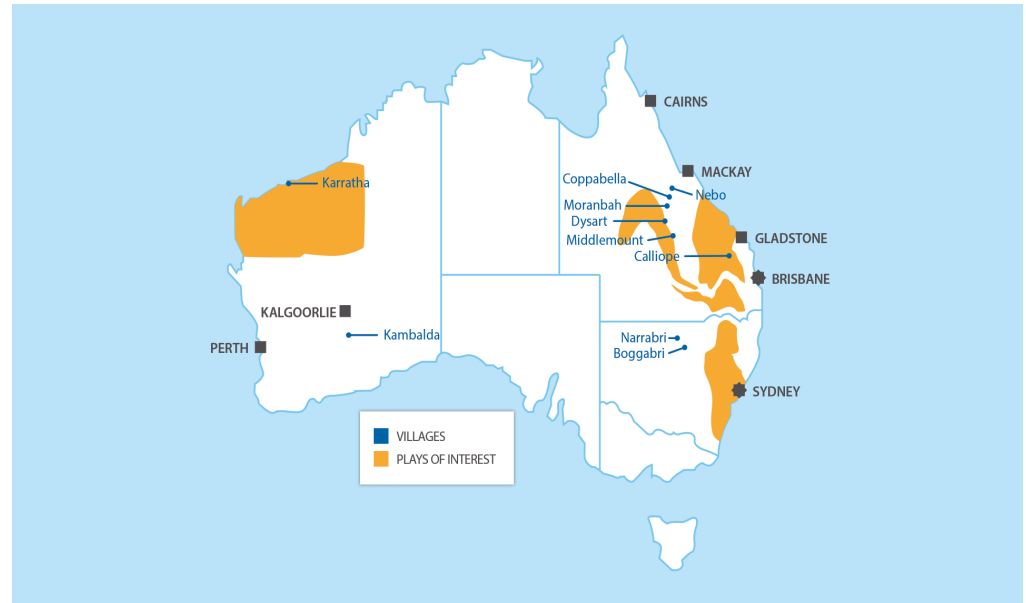 CAIRNS
MACKAY
Coppabella
Karratha
Nebo
Moranbah
Dysart
Middlemount
GLADSTONE
Calliope
BRISBANE
KALGOORLIE
Kambalda
Narrabri
PERTH
Boggabri
SYDNEY
VILLAGES
PLAYS OF INTEREST